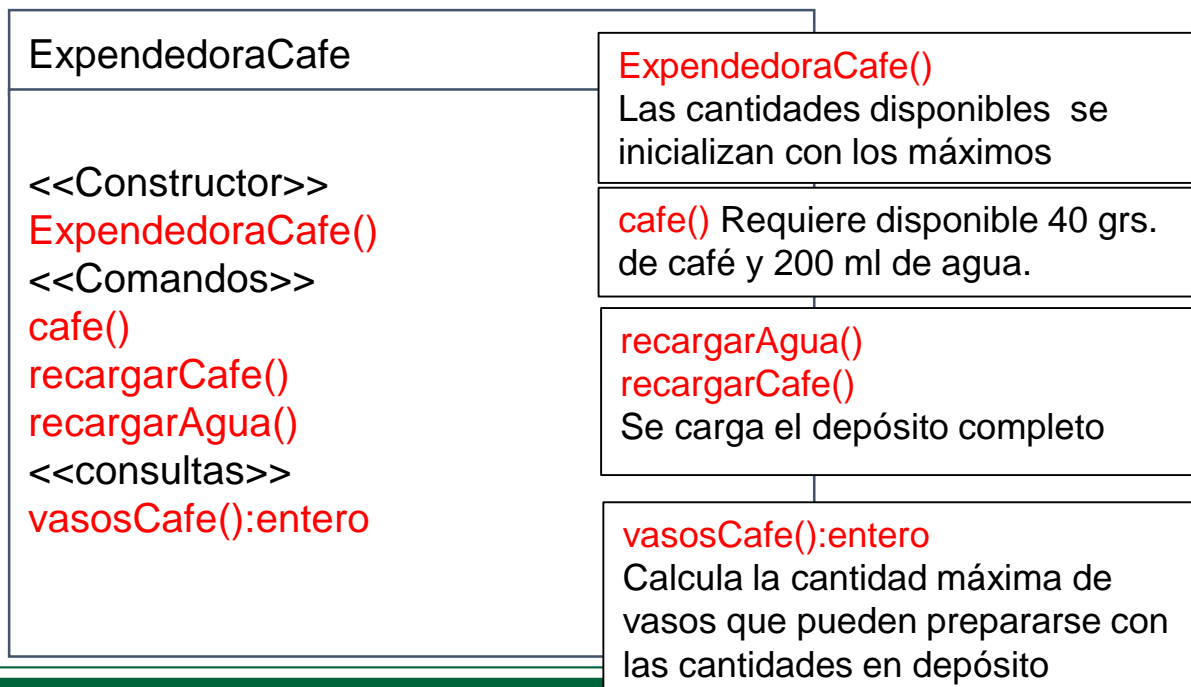 ExpendedoraCafe
<<Constructor>>
ExpendedoraCafe()
<<Comandos>>
cafe()
recargarCafe()
recargarAgua()
<<consultas>>
vasosCafe():entero
ExpendedoraCafe()
Las cantidades disponibles se
inicializan con los máximos
cafe() Requiere disponible 40 grs.
de café y 200 ml de agua.
recargarAgua()
recargarCafe()
Se carga el depósito completo
vasosCafe():entero
Calcula la cantidad máxima de
vasos que pueden prepararse con
las cantidades en depósito